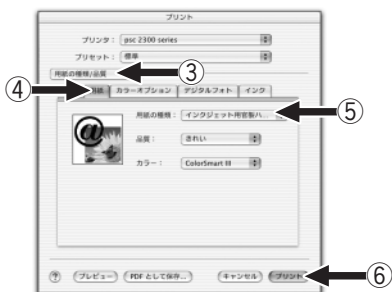 プリント
プリンタ： psc 2300 series
プリセット： 標準
用紙の種類/品質 ③
④ 用紙 カラーオプション デジタルフォト インク
用紙の種類： インクジェット用官製ハ... ⑤
@
品質： きれい
カラー： ColorSmart III
? プレビュー PDF として保存... キャンセル プリント ⑥